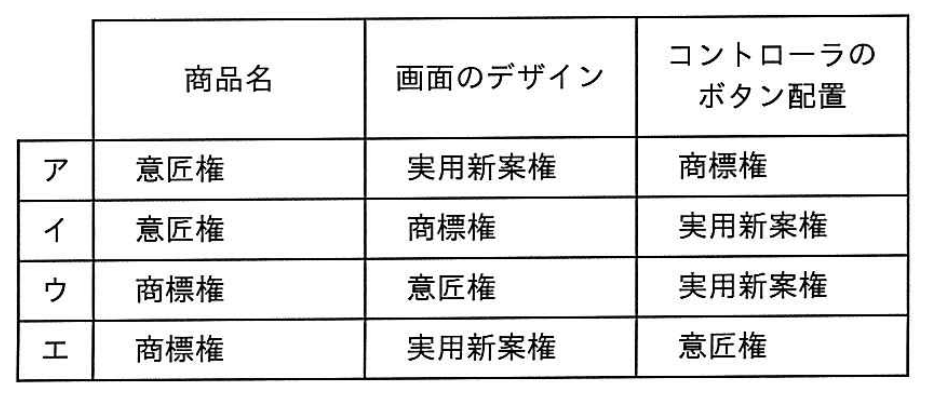 商品名 画面のデザイン コントローラの
ボタン配置
ア 意匠権 実用新案権 商標権
イ 意匠権 商標権 実用新案権
ウ 商標権 意匠権 実用新案権
エ 商標権 実用新案権 意匠権